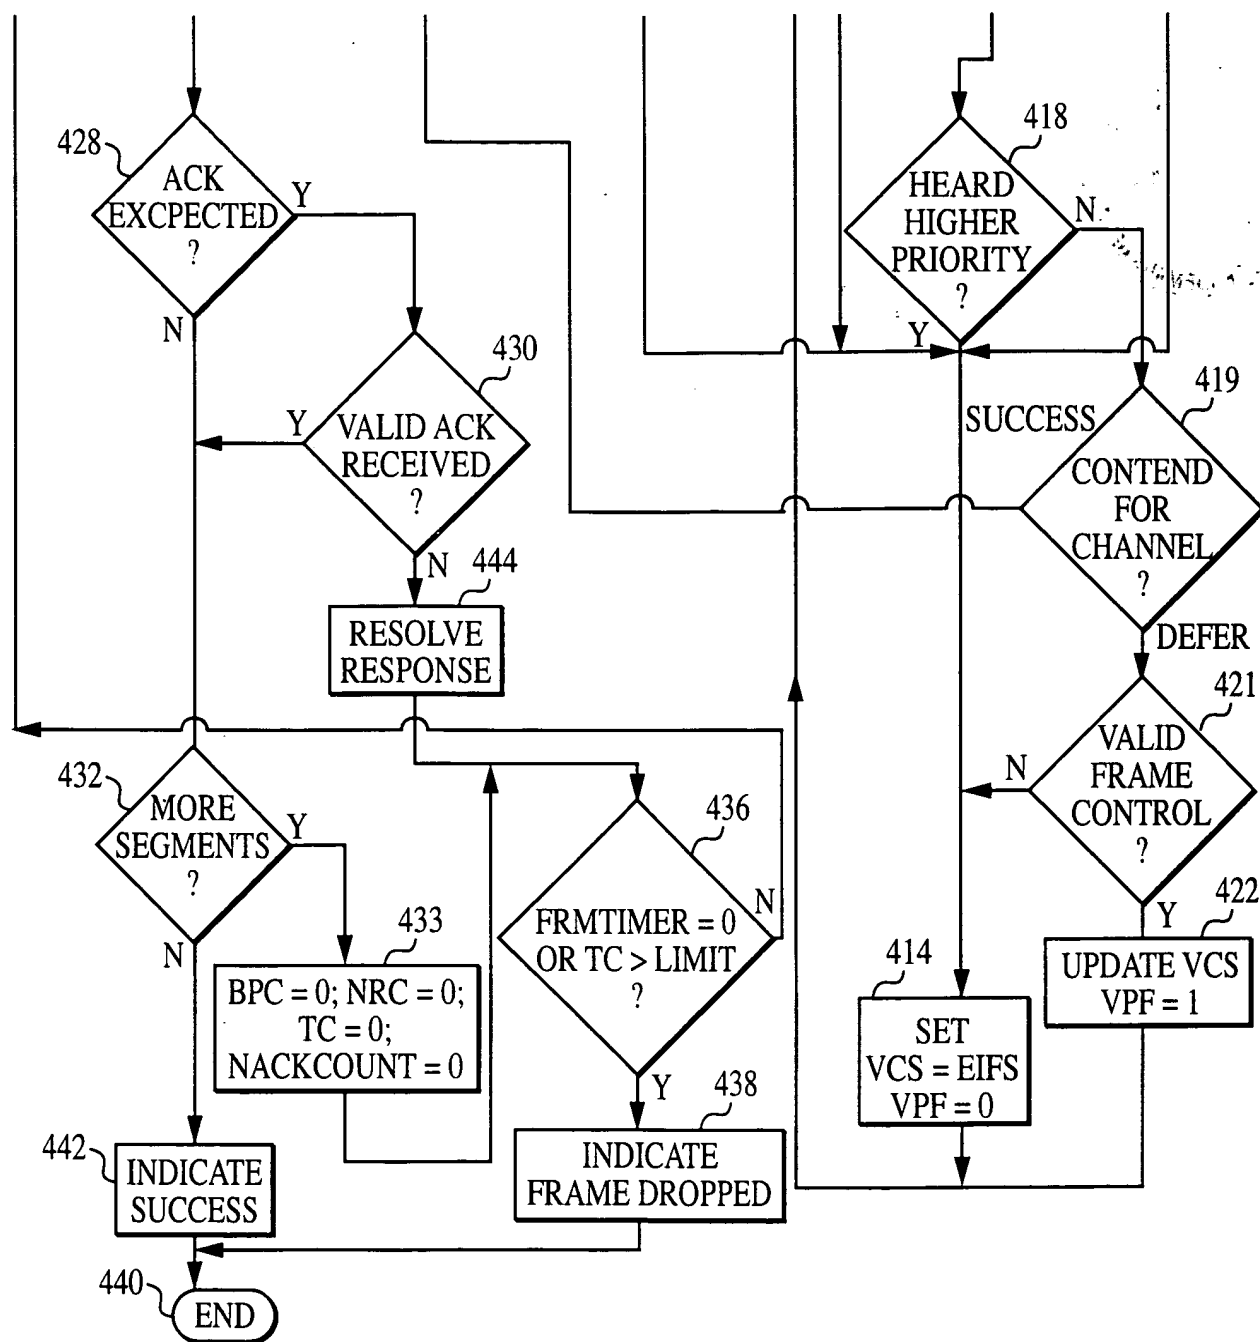 428
ACK
EXCPECTED
?
Y
N
430
VALID ACK
RECEIVED
?
Y
N
444
RESOLVE
RESPONSE
432
MORE
SEGMENTS
?
Y
N
433
BPC = 0; NRC = 0;
TC = 0;
NACKCOUNT = 0
436
FRMTIMER = 0
OR TC > LIMIT
?
N
Y
438
INDICATE
FRAME DROPPED
442
INDICATE
SUCCESS
440
END
418
HEARD
HIGHER
PRIORITY
?
N
Y
419
SUCCESS
CONTEND
FOR
CHANNEL
?
DEFER
421
VALID
FRAME
CONTROL
?
N
Y
422
UPDATE VCS
VPF = 1
414
SET
VCS = EIFS
VPF = 0